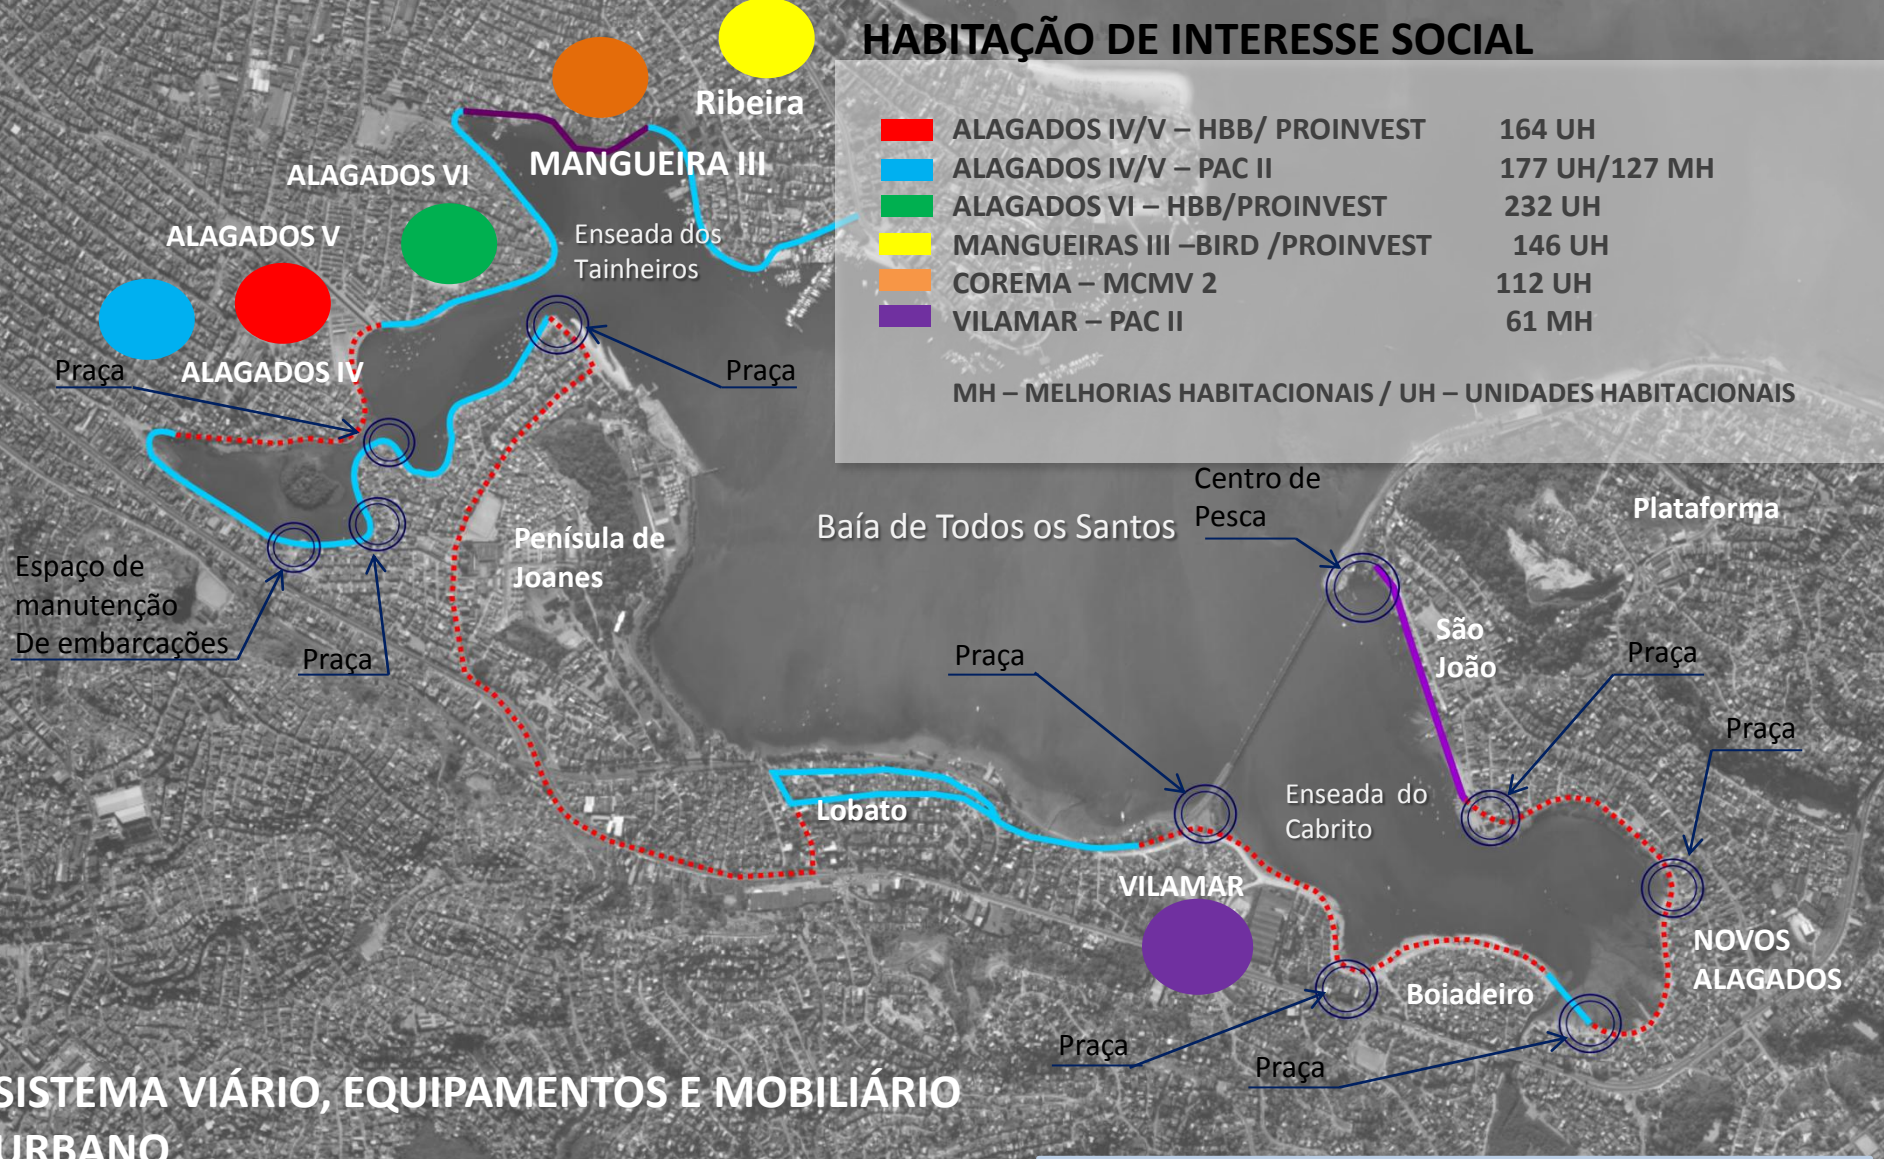 HABITAÇÃO DE INTERESSE SOCIAL
ALAGADOS IV/V – HBB/ PROINVEST 164 UH
ALAGADOS IV/V – PAC II 177 UH/127 MH
ALAGADOS VI – HBB/PROINVEST 232 UH
MANGUEIRAS III –BIRD /PROINVEST 146 UH
COREMA – MCMV 2 112 UH
VILAMAR – PAC II 61 MH
MH – MELHORIAS HABITACIONAIS / UH – UNIDADES HABITACIONAIS
Ribeira
MANGUEIRA III
ALAGADOS VI
ALAGADOS V
Enseada dos
Tainheiros
ALAGADOS IV
Praça
Praça
Centro de
Pesca
Plataforma
Baía de Todos os Santos
Penísula de
Joanes
Espaço de
manutenção
De embarcações
Praça
São
João
Praça
Praça
Praça
Enseada do
Cabrito
Lobato
VILAMAR
NOVOS
ALAGADOS
Boiadeiro
Praça
Praça
SISTEMA VIÁRIO, EQUIPAMENTOS E MOBILIÁRIO
URBANO